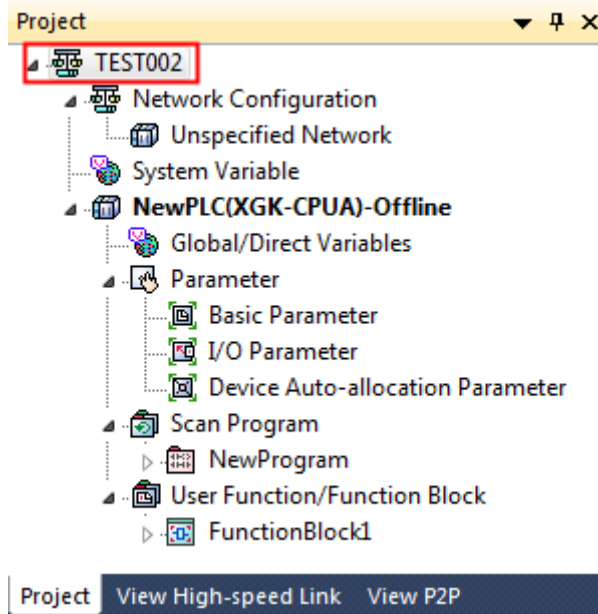 Project
TEST002
Network Configuration
Unspecified Network
System Variable
NewPLC(XGK-CPUA)-Offline
Global/Direct Variables
Parameter
Basic Parameter
I/O Parameter
Device Auto-allocation Parameter
Scan Program
NewProgram
User Function/Function Block
FunctionBlock1
Project View High-speed Link View P2P